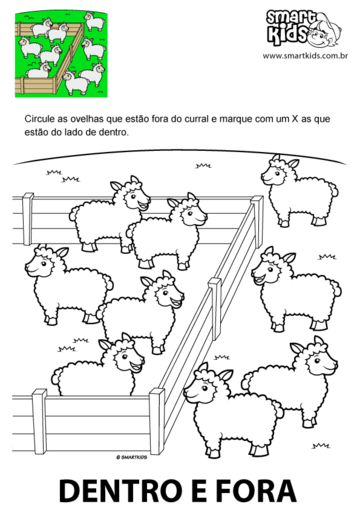 Smart
Kids
www.smartkids.com.br
Circule as ovelhas que estão fora do curral e marque com um X as que
estão do lado de dentro.
© SMARTKIDS
DENTRO E FORA